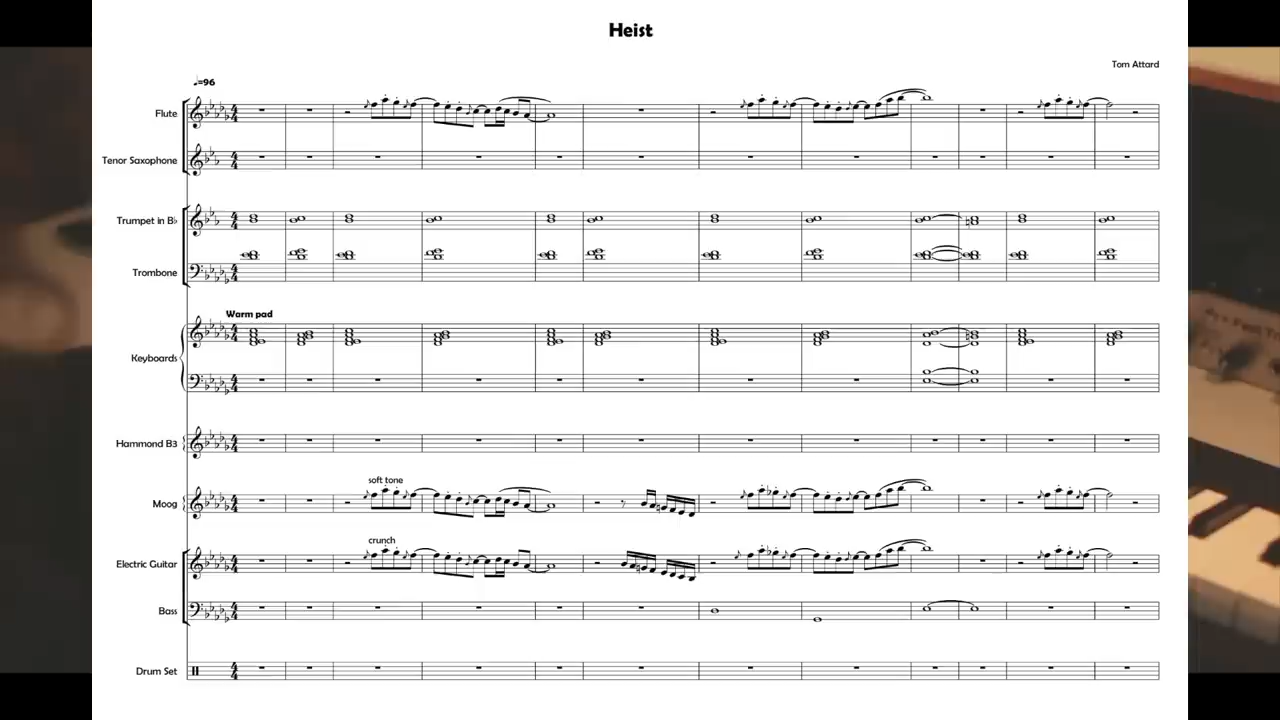 Heist
Tom Attard
♩=96
Flute
Tenor Saxophone
Trumpet in B♭
Trombone
Warm pad
Keyboards
Hammond B3
soft tone
Moog
crunch
Electric Guitar
Bass
Drum Set